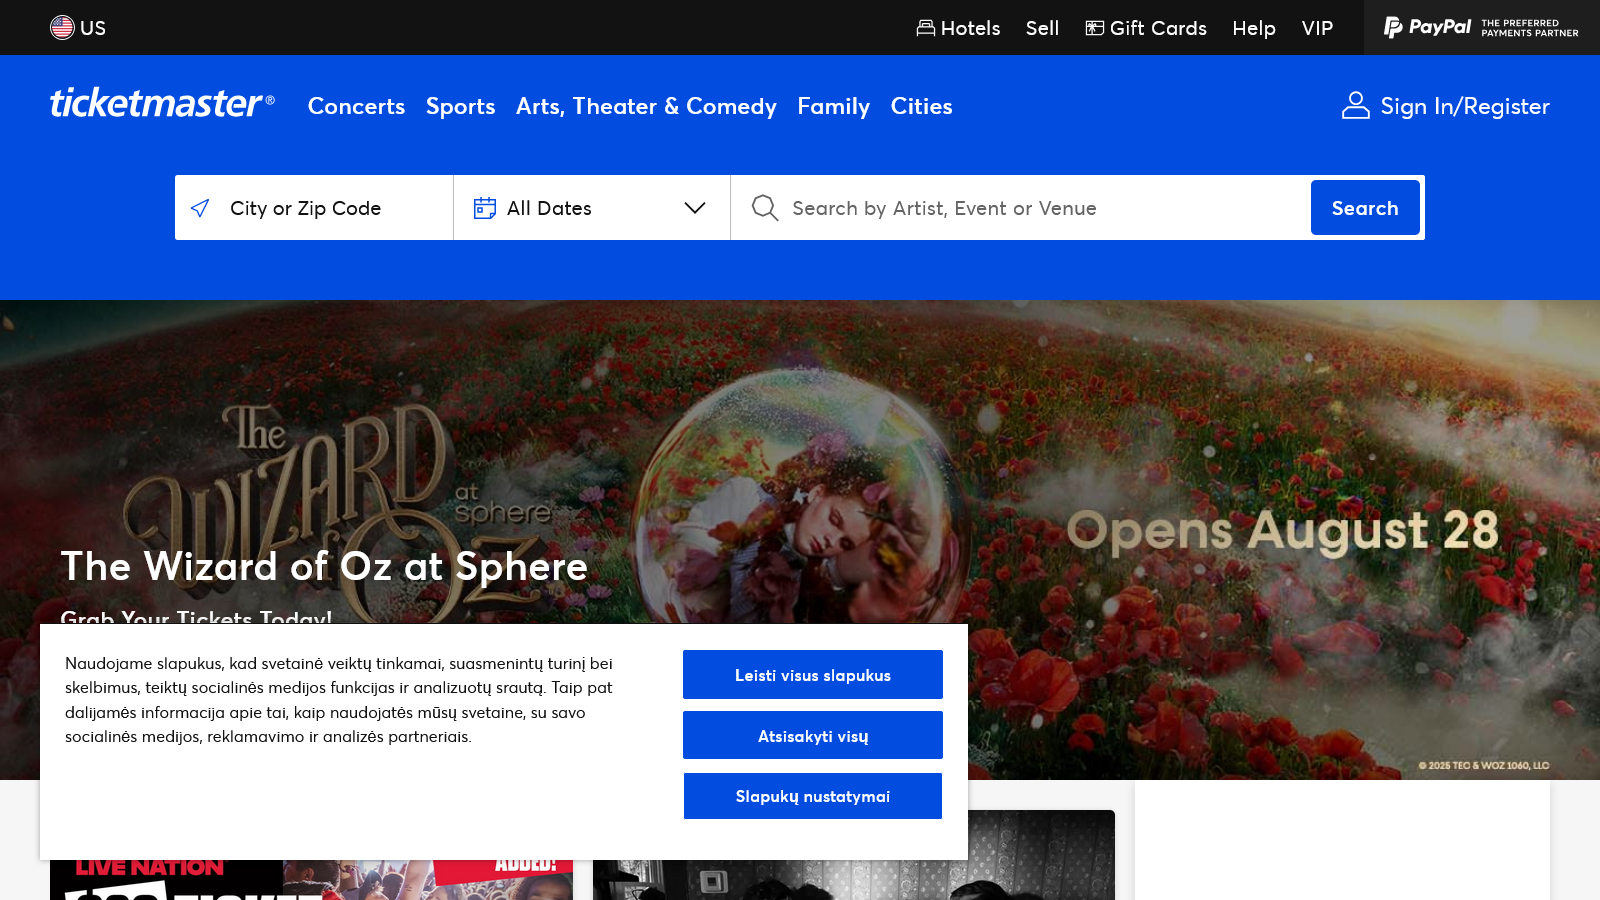 US
Hotels
Sell
Gift Cards
Help
VIP
PayPal
THE PREFERRED
PAYMENTS PARTNER
ticketmaster®
Concerts
Sports
Arts, Theater & Comedy
Family
Cities
Sign In/Register
City or Zip Code
All Dates
Search by Artist, Event or Venue
Search
The
WIZARD
of
OZ
at
sphere
Opens August 28
The Wizard of Oz at Sphere
Grab Your Tickets Today!
© 2025 TEC & WOZ 1060, LLC
Naudojame slapukus, kad svetainė veiktų tinkamai, suasmenintų turinį bei
skelbimus, teiktų socialinės medijos funkcijas ir analizuotų srautą. Taip pat
dalijamės informacija apie tai, kaip naudojatės mūsų svetaine, su savo
socialinės medijos, reklamavimo ir analizės partneriais.
Leisti visus slapukus
Atsisakyti visų
Slapukų nustatymai
LIVE NATION
ADDED!